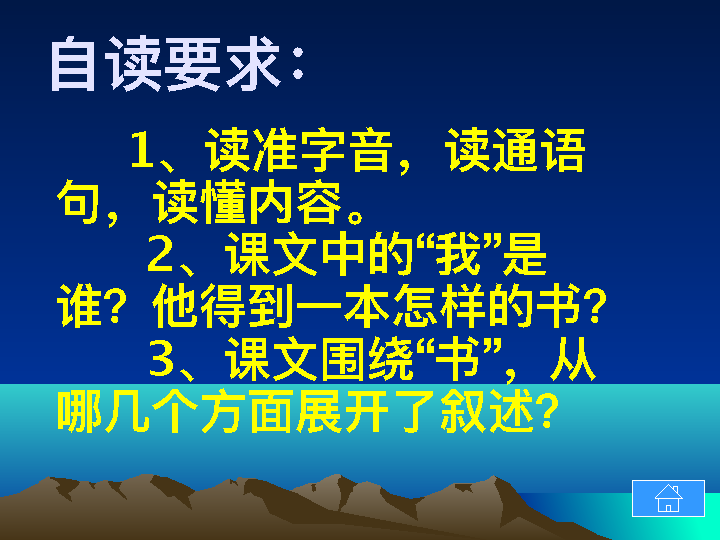 自读要求：
1、读准字音，读通语
句，读懂内容。
2、课文中的“我”是
谁？他得到一本怎样的书？
3、课文围绕“书”，从
哪几个方面展开了叙述？